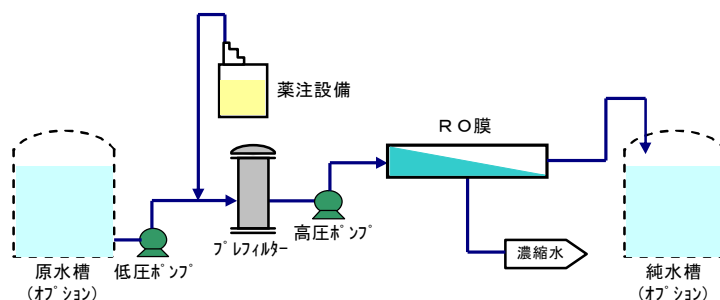 薬注設備
RO膜
高圧ﾎﾟﾝﾌﾟ
濃縮水
ﾌﾟﾚﾌｨﾙﾀｰ
原水槽
(ｵﾌﾟｼｮﾝ)
低圧ﾎﾟﾝﾌﾟ
純水槽
(ｵﾌﾟｼｮﾝ)